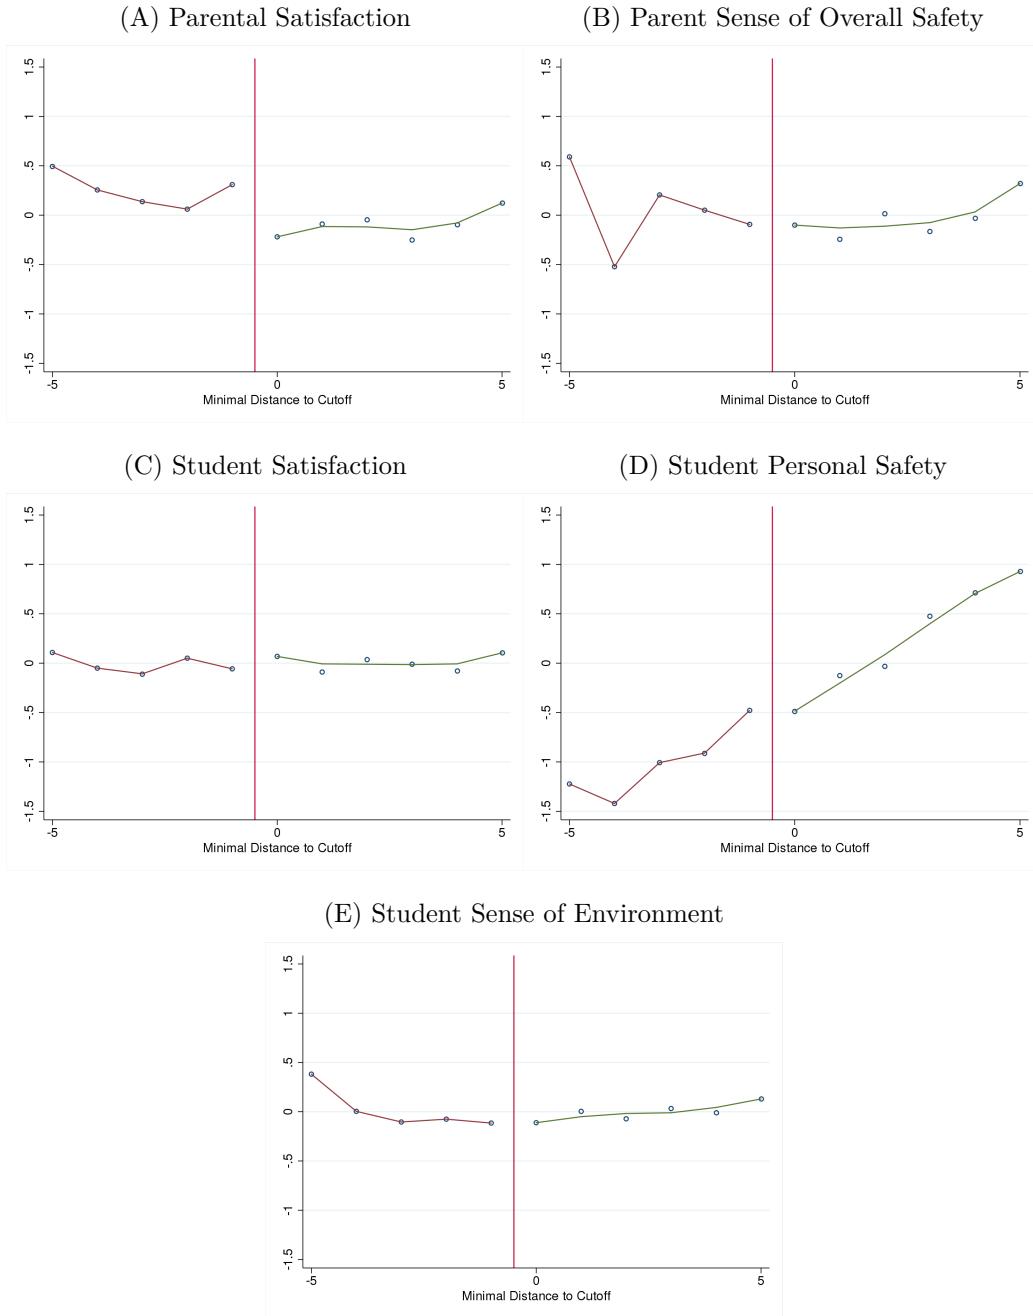 (A) Parental Satisfaction
1.5
1
.5
0
-.5
-1
-1.5
-5 0 5
Minimal Distance to Cutoff
(B) Parent Sense of Overall Safety
1.5
1
.5
0
-.5
-1
-1.5
-5 0 5
Minimal Distance to Cutoff
(C) Student Satisfaction
1.5
1
.5
0
-.5
-1
-1.5
-5 0 5
Minimal Distance to Cutoff
(D) Student Personal Safety
1.5
1
.5
0
-.5
-1
-1.5
-5 0 5
Minimal Distance to Cutoff
(E) Student Sense of Environment
1.5
1
.5
0
-.5
-1
-1.5
-5 0 5
Minimal Distance to Cutoff